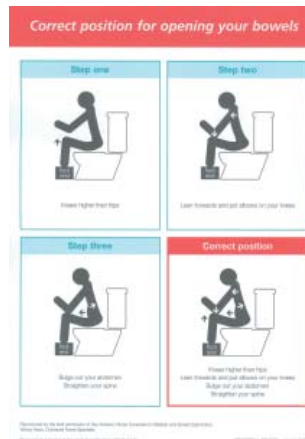 Correct position for opening your bowels
Step one
Knees higher than hips
Step two
Lean forwards and put elbows on your knees
Step three
Bulge out your abdomen
Straighten your spine
Correct position
Knees higher than hips
Lean forwards and put elbows on your knees
Bulge out your abdomen
Straighten your spine